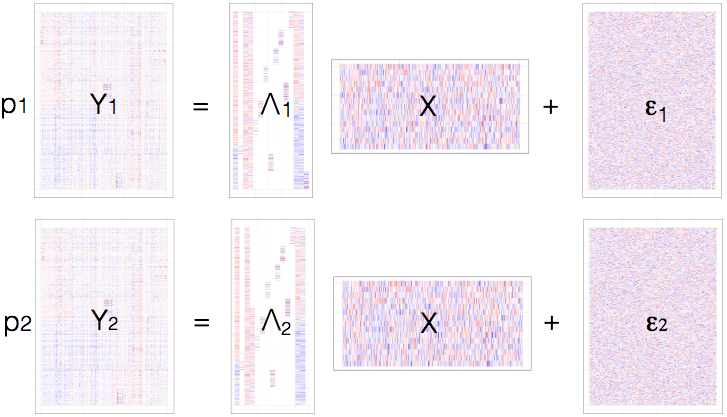 p1 Y1 = Λ1 X + ε1
p2 Y2 = Λ2 X + ε2